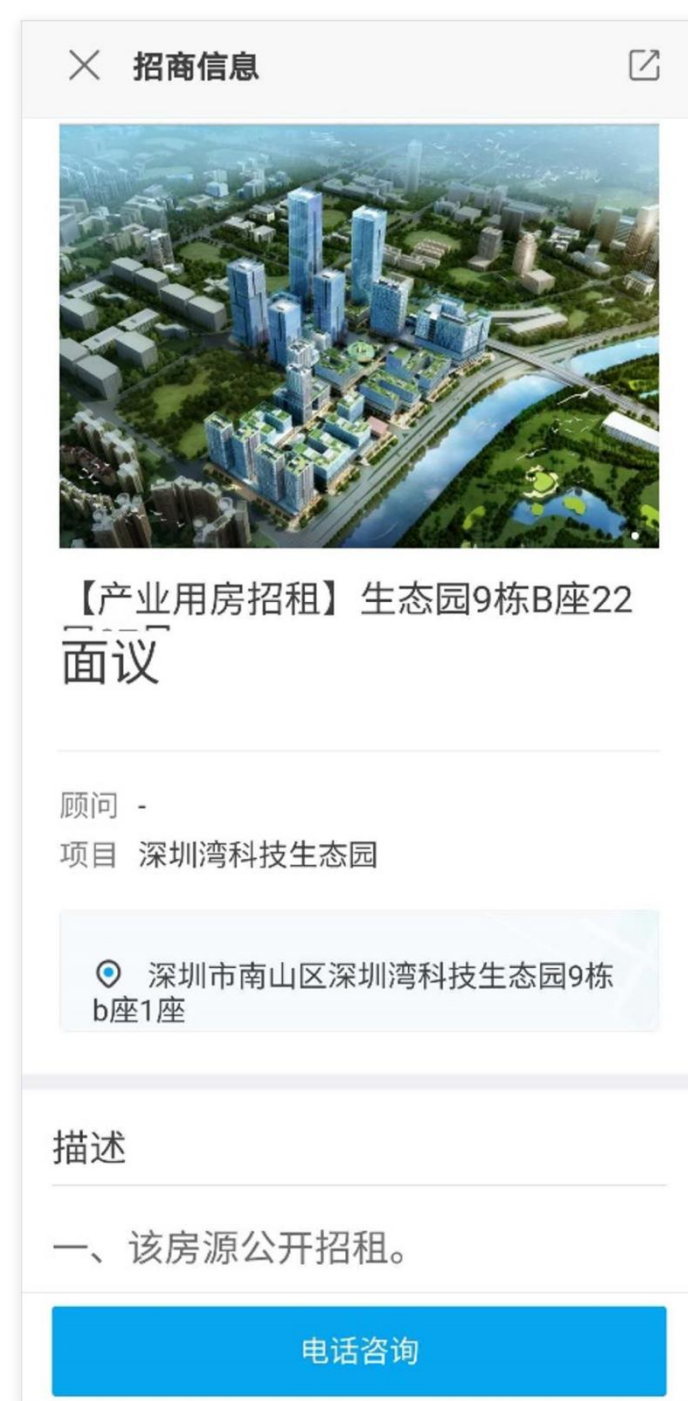 招商信息
【产业用房招租】生态园9栋B座22
面议
顾问 -
项目 深圳湾科技生态园
深圳市南山区深圳湾科技生态园9栋
b座1座
描述
一、该房源公开招租。
电话咨询